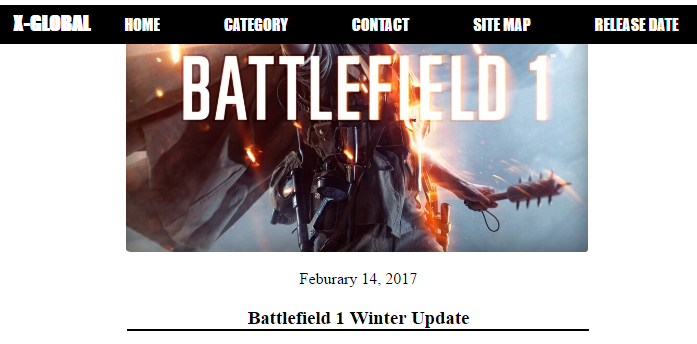 X-GLOBAL HOME CATEGORY CONTACT SITE MAP RELEASE DATE
BATTLEFIELD 1
Feburary 14, 2017
Battlefield 1 Winter Update